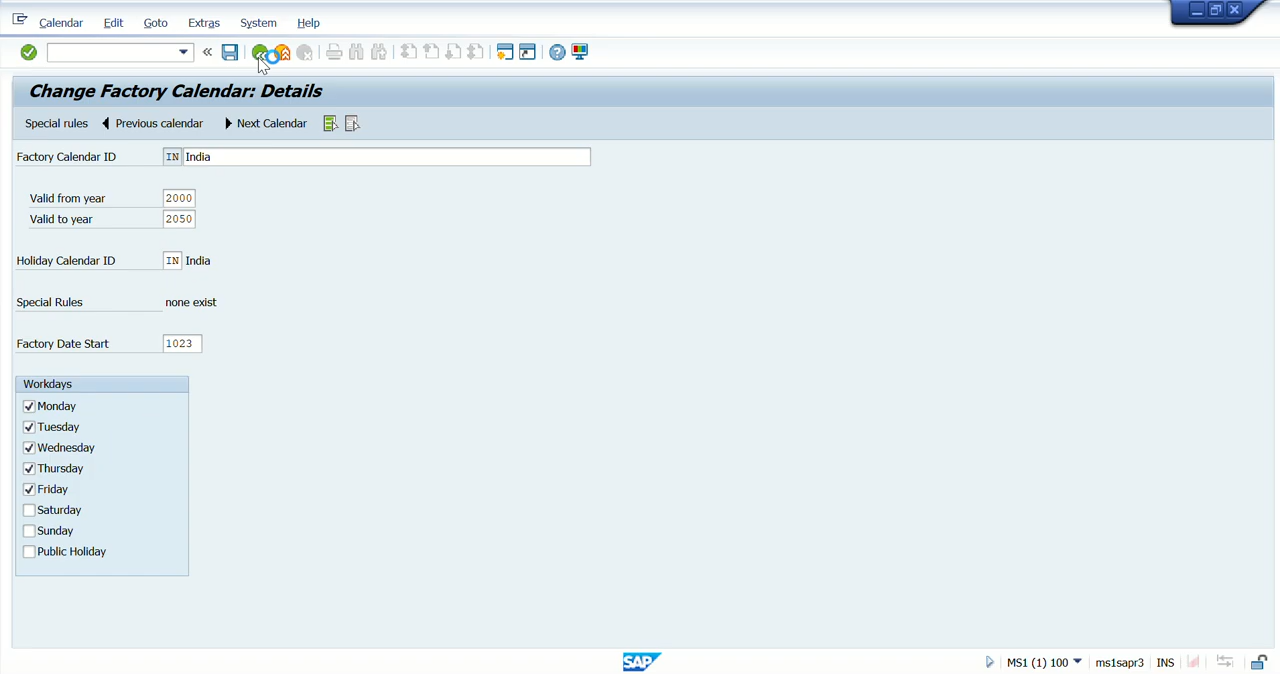 Calendar Edit Goto Extras System Help
Change Factory Calendar: Details
Special rules Previous calendar Next Calendar
Factory Calendar ID IN India
Valid from year 2000
Valid to year 2050
Holiday Calendar ID IN India
Special Rules none exist
Factory Date Start 1023
Workdays
Monday
Tuesday
Wednesday
Thursday
Friday
Saturday
Sunday
Public Holiday
SAP MS1 (1) 100 ms1sapr3 INS